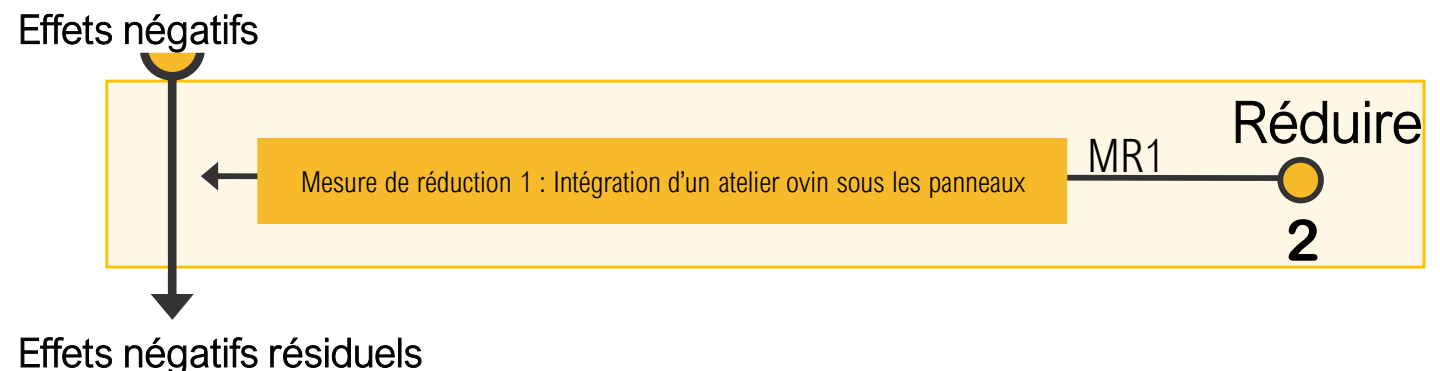 Effets négatifs
Réduire
MR1
Mesure de réduction 1 : Intégration d'un atelier ovin sous les panneaux
2
Effets négatifs résiduels